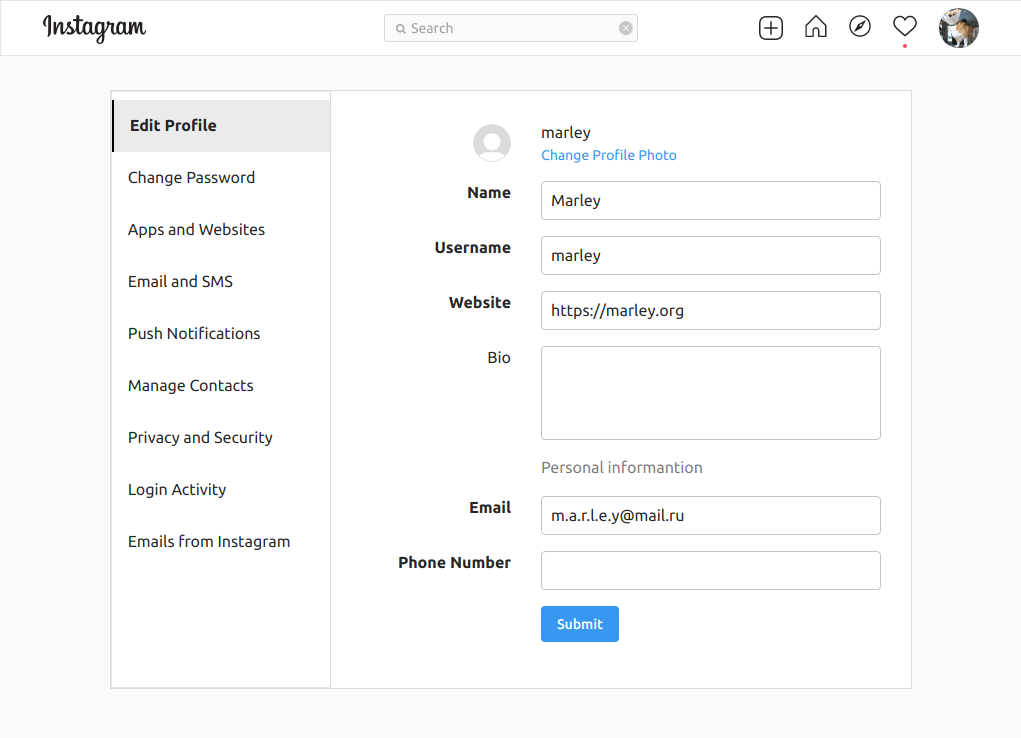 Instagram
Search
Edit Profile
Change Password
Apps and Websites
Email and SMS
Push Notifications
Manage Contacts
Privacy and Security
Login Activity
Emails from Instagram
marley
Change Profile Photo
Name
Marley
Username
marley
Website
https://marley.org
Bio
Personal informantion
Email
m.a.r.l.e.y@mail.ru
Phone Number
Submit